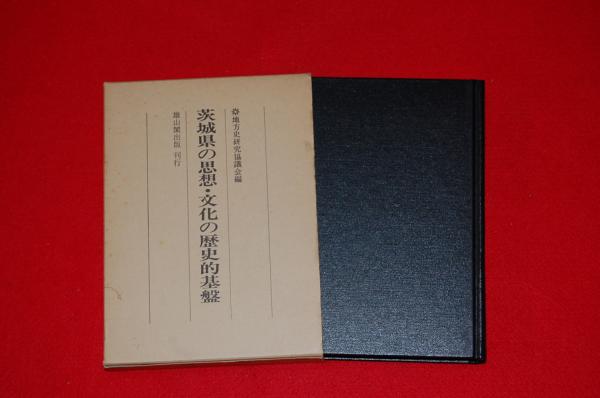 地方史研究協議会編
茨城県の思想・文化の歴史的基盤
雄山閣出版 刊行